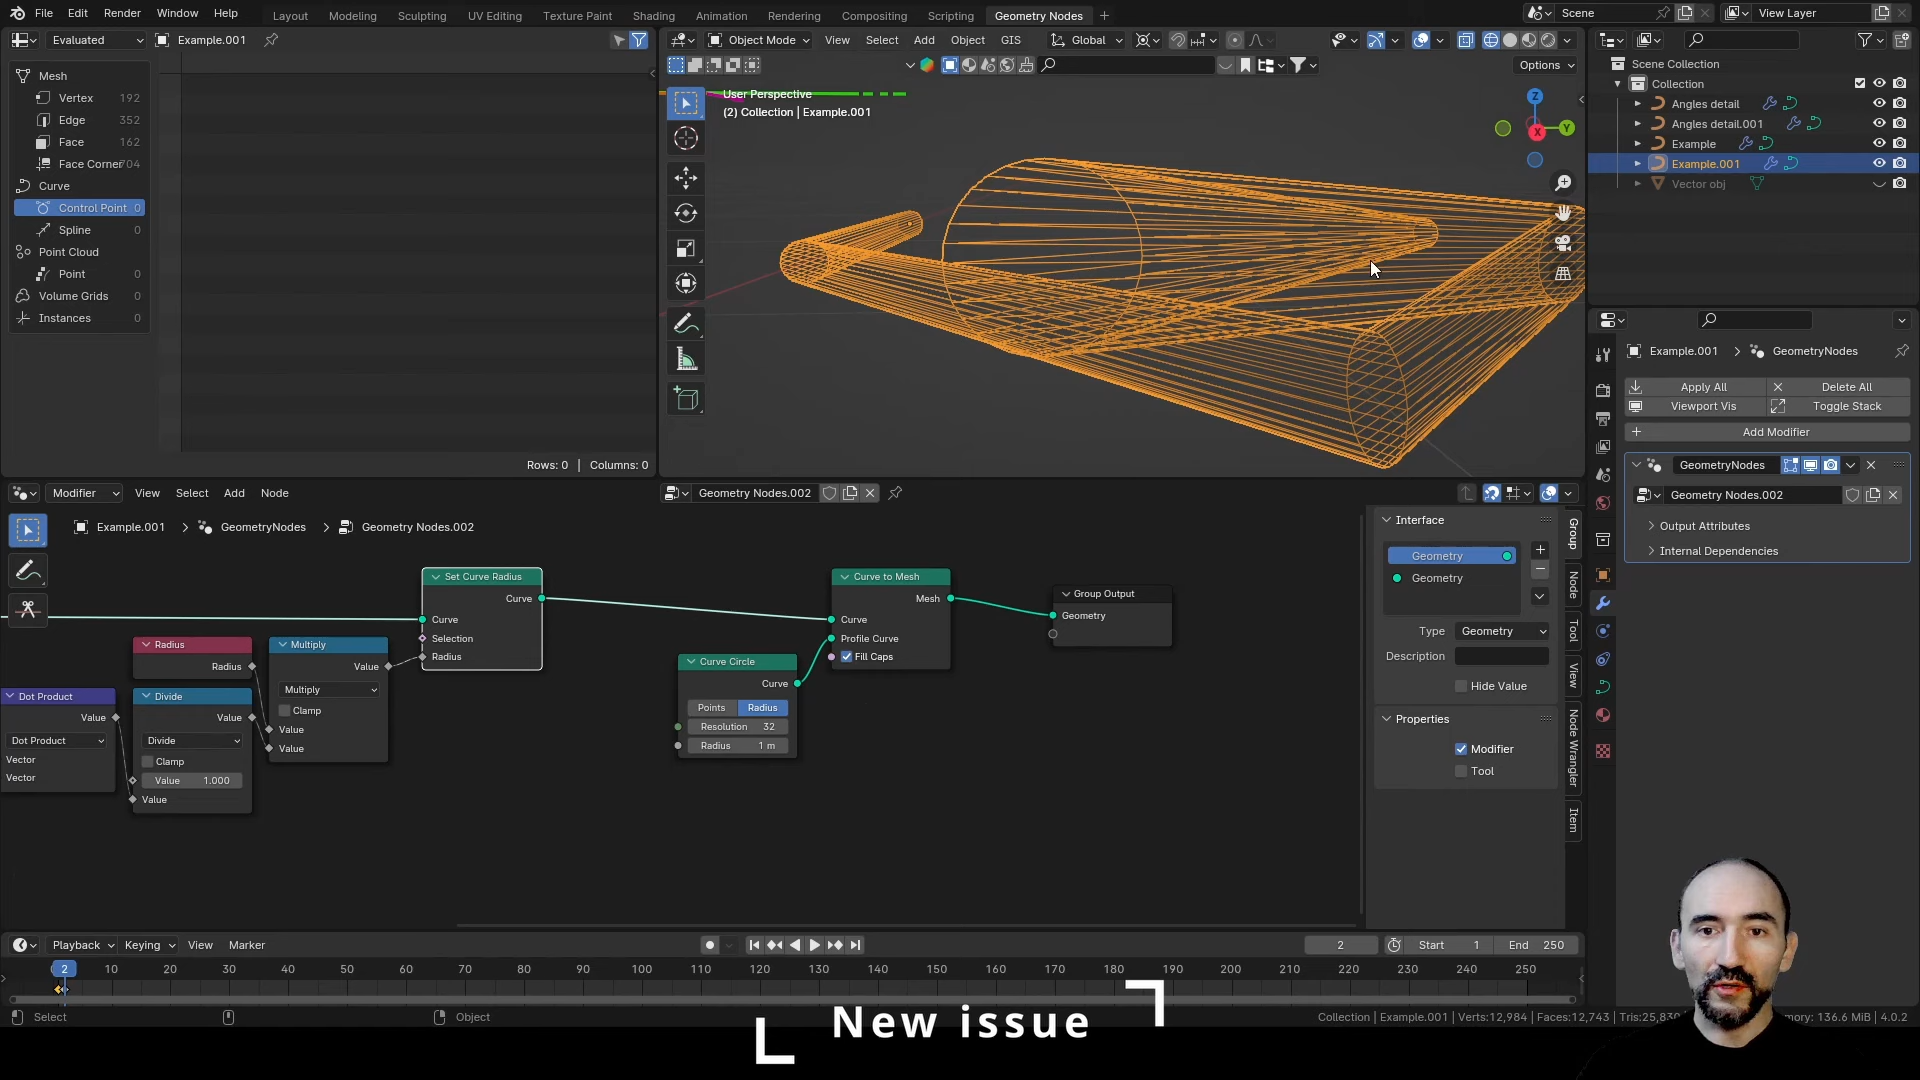 File Edit Render Window Help Layout Modeling Sculpting UV Editing Texture Paint Shading Animation Rendering Compositing Scripting Geometry Nodes + Scene View Layer
Evaluated Example.001
Object Mode View Select Add Object GIS Global
Options
Mesh
Vertex 192
Edge 352
Face 162
Face Corner 704
Curve
Control Point 0
Spline 0
Point Cloud
Point 0
Volume Grids 0
Instances 0
Rows: 0 | Columns: 0
User Perspective
(2) Collection | Example.001
Z
Y
X
Scene Collection
Collection
Angles detail
Angles detail.001
Example
Example.001
Vector obj
Example.001 > GeometryNodes
Apply All Delete All
Viewport Vis Toggle Stack
Add Modifier
GeometryNodes
Geometry Nodes.002
Output Attributes
Internal Dependencies
Modifier View Select Add Node Geometry Nodes.002
Example.001 > GeometryNodes > Geometry Nodes.002
Set Curve Radius
Curve
Curve
Selection
Radius
Radius
Radius
Multiply
Value
Multiply
Clamp
Value
Value
Dot Product
Value
Dot Product
Vector
Vector
Divide
Value
Divide
Clamp
Value 1.000
Value
Curve Circle
Curve
Points Radius
Resolution 32
Radius 1 m
Curve to Mesh
Mesh
Curve
Profile Curve
Fill Caps
Group Output
Geometry
Interface
Geometry
Geometry
Type Geometry
Description
Hide Value
Properties
Modifier
Tool
Group
Node
Tool
View
Node Wrangler
Item
Playback Keying View Marker 2 Start 1 End 250
2 10 20 30 40 50 60 70 80 90 100 110 120 130 140 150 160 170 180 190 200 210 220 230 240 250
Select Object Collection | Example.001 | Verts:12,984 | Faces:12,743 | Tris:25,830 mory: 136.6 MiB | 4.0.2
New issue